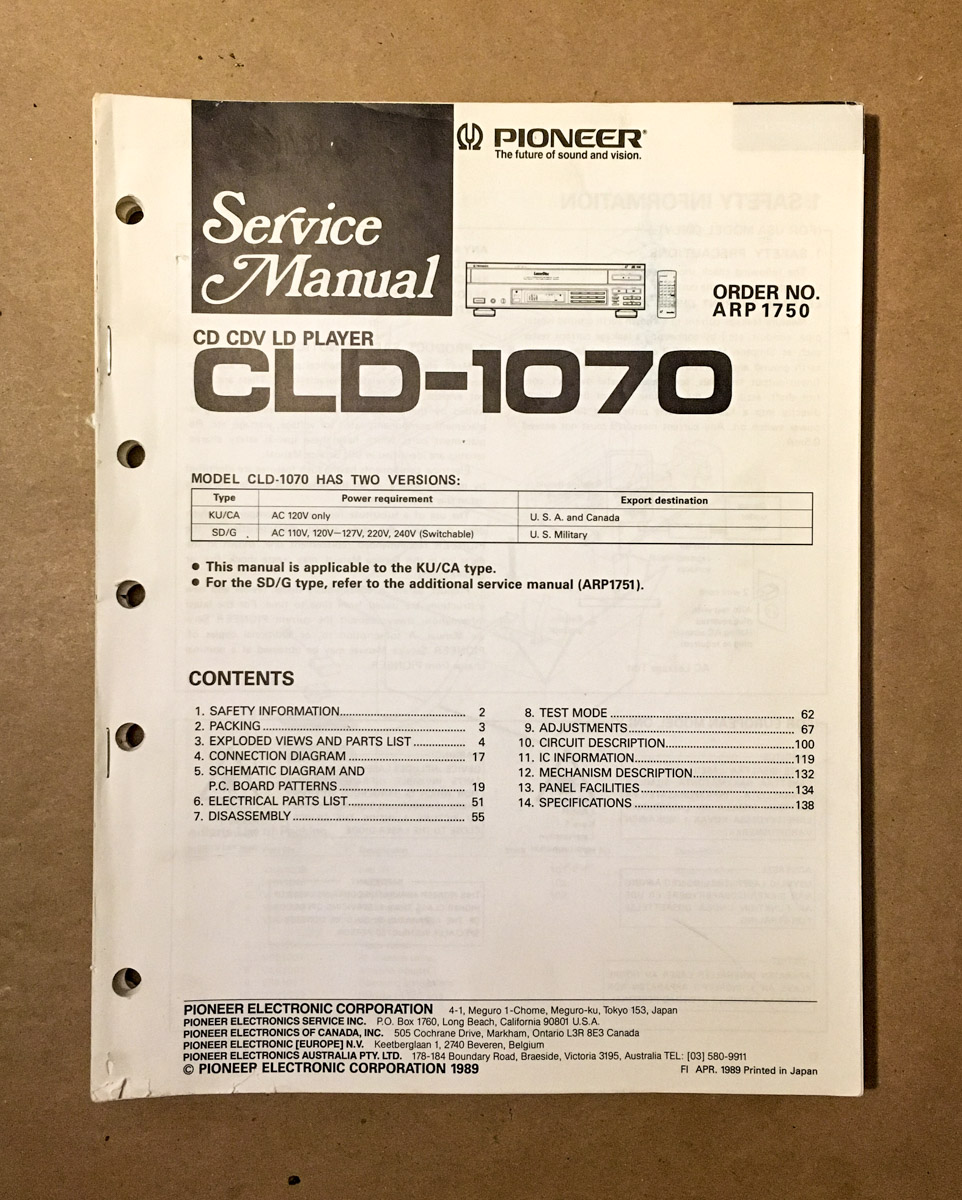 PIONEER®
The future of sound and vision.
Service
Manual
ORDER NO.
ARP1750
CD CDV LD PLAYER
CLD-1070
MODEL CLD-1070 HAS TWO VERSIONS:
Type Power requirement Export destination
KU/CA AC 120V only U. S. A. and Canada
SD/G AC 110V, 120V−127V, 220V, 240V (Switchable) U. S. Military
● This manual is applicable to the KU/CA type.
● For the SD/G type, refer to the additional service manual (ARP1751).
CONTENTS
1. SAFETY INFORMATION.................................... 2
2. PACKING............................................................ 3
3. EXPLODED VIEWS AND PARTS LIST.............. 4
4. CONNECTION DIAGRAM.................................. 17
5. SCHEMATIC DIAGRAM AND
P.C. BOARD PATTERNS..................................... 19
6. ELECTRICAL PARTS LIST.................................. 51
7. DISASSEMBLY.................................................... 55
8. TEST MODE........................................................ 62
9. ADJUSTMENTS.................................................. 67
10. CIRCUIT DESCRIPTION.....................................100
11. IC INFORMATION...............................................119
12. MECHANISM DESCRIPTION.............................132
13. PANEL FACILITIES............................................134
14. SPECIFICATIONS..............................................138
PIONEER ELECTRONIC CORPORATION 4-1, Meguro 1-Chome, Meguro-ku, Tokyo 153, Japan
PIONEER ELECTRONICS SERVICE INC. P.O. Box 1760, Long Beach, California 90801 U.S.A.
PIONEER ELECTRONICS OF CANADA, INC. 505 Cochrane Drive, Markham, Ontario L3R 8E3 Canada
PIONEER ELECTRONIC [EUROPE] N.V. Keetberglaan 1, 2740 Beveren, Belgium
PIONEER ELECTRONICS AUSTRALIA PTY. LTD. 178-184 Boundary Road, Braeside, Victoria 3195, Australia TEL: [03] 580-9911
© PIONEEP ELECTRONIC CORPORATION 1989 FI APR. 1989 Printed in Japan